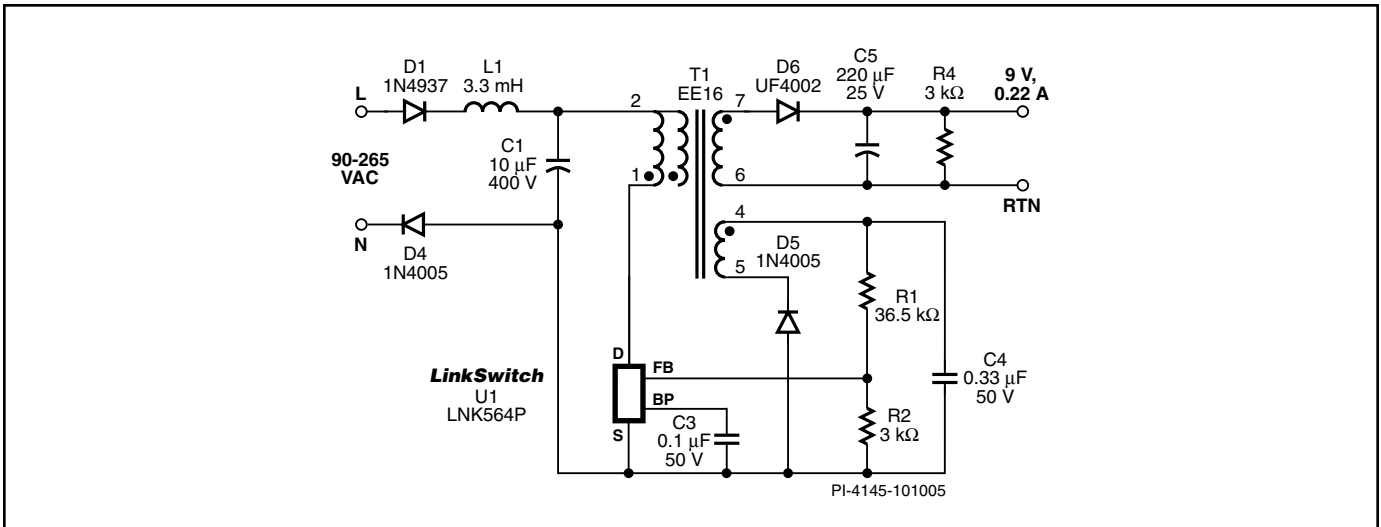 D1
1N4937
L1
3.3 mH
T1
EE16
D6
UF4002
C5
220 μF
25 V
R4
3 kΩ
9 V,
0.22 A
L
2
7
C1
10 μF
400 V
90-265
VAC
1
6
RTN
N
D4
1N4005
4
5
D5
1N4005
R1
36.5 kΩ
C4
0.33 μF
50 V
D
FB
LinkSwitch
U1
LNK564P
BP
S
C3
0.1 μF
50 V
R2
3 kΩ
PI-4145-101005